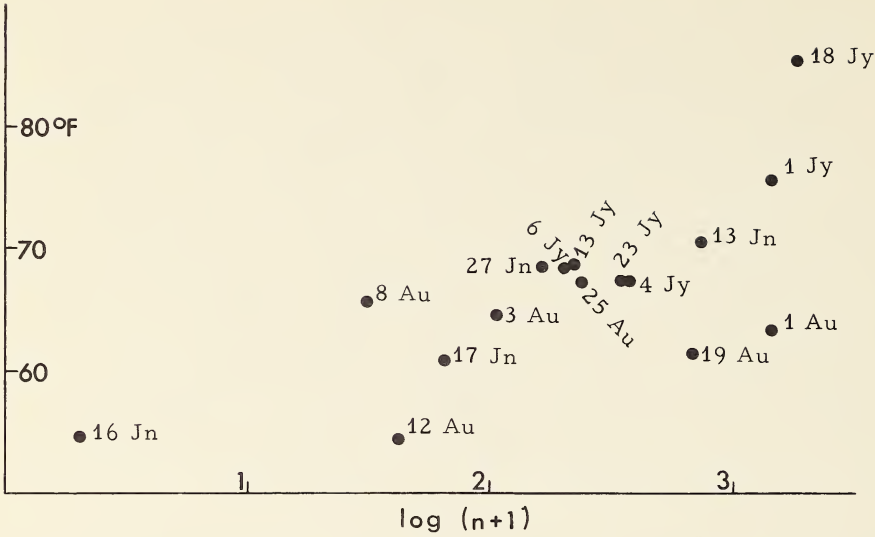 18 Jy
80°F
1 Jy
6 Jy
13 Jy
23 Jy
13 Jn
70
27 Jn
4 Jy
8 Au
25 Au
3 Au
1 Au
17 Jn
19 Au
60
12 Au
16 Jn
1
2
3
log (n+1)